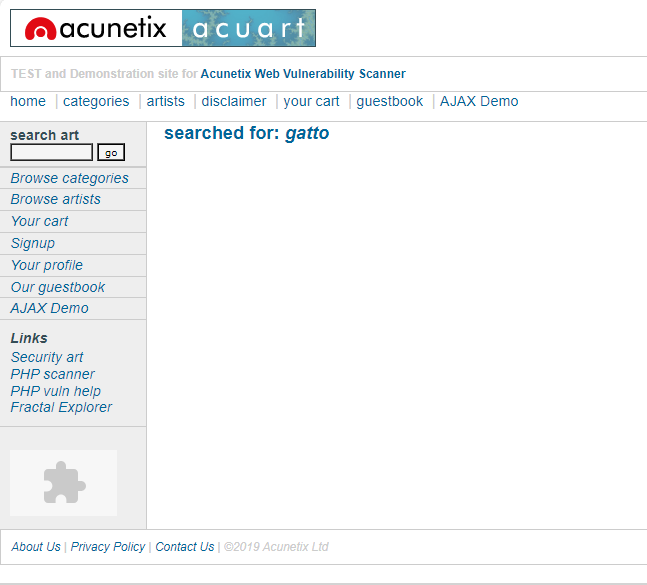 acunetix acuart
TEST and Demonstration site for Acunetix Web Vulnerability Scanner
home | categories | artists | disclaimer | your cart | guestbook | AJAX Demo
search art
go
Browse categories
Browse artists
Your cart
Signup
Your profile
Our guestbook
AJAX Demo
Links
Security art
PHP scanner
PHP vuln help
Fractal Explorer
searched for: gatto
About Us | Privacy Policy | Contact Us | ©2019 Acunetix Ltd